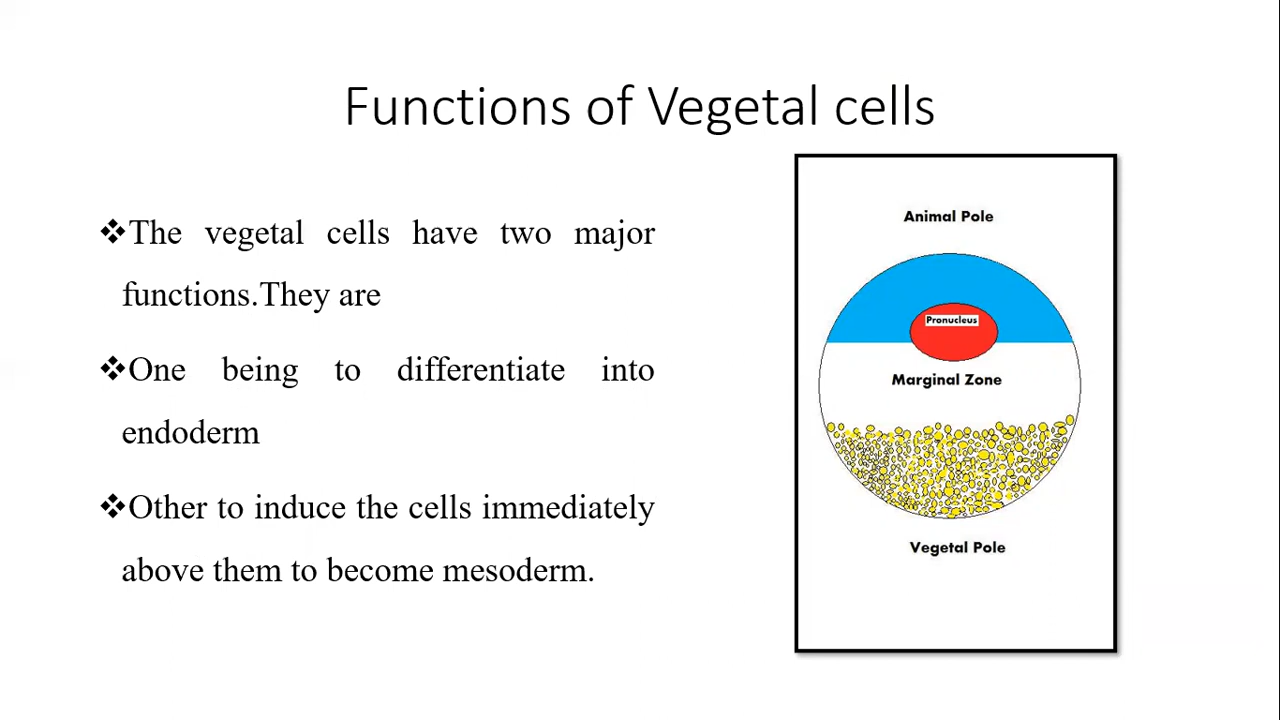 Functions of Vegetal cells
❖The vegetal cells have two major
functions.They are
❖One being to differentiate into
endoderm
❖Other to induce the cells immediately
above them to become mesoderm.
Animal Pole
Pronucleus
Marginal Zone
Vegetal Pole